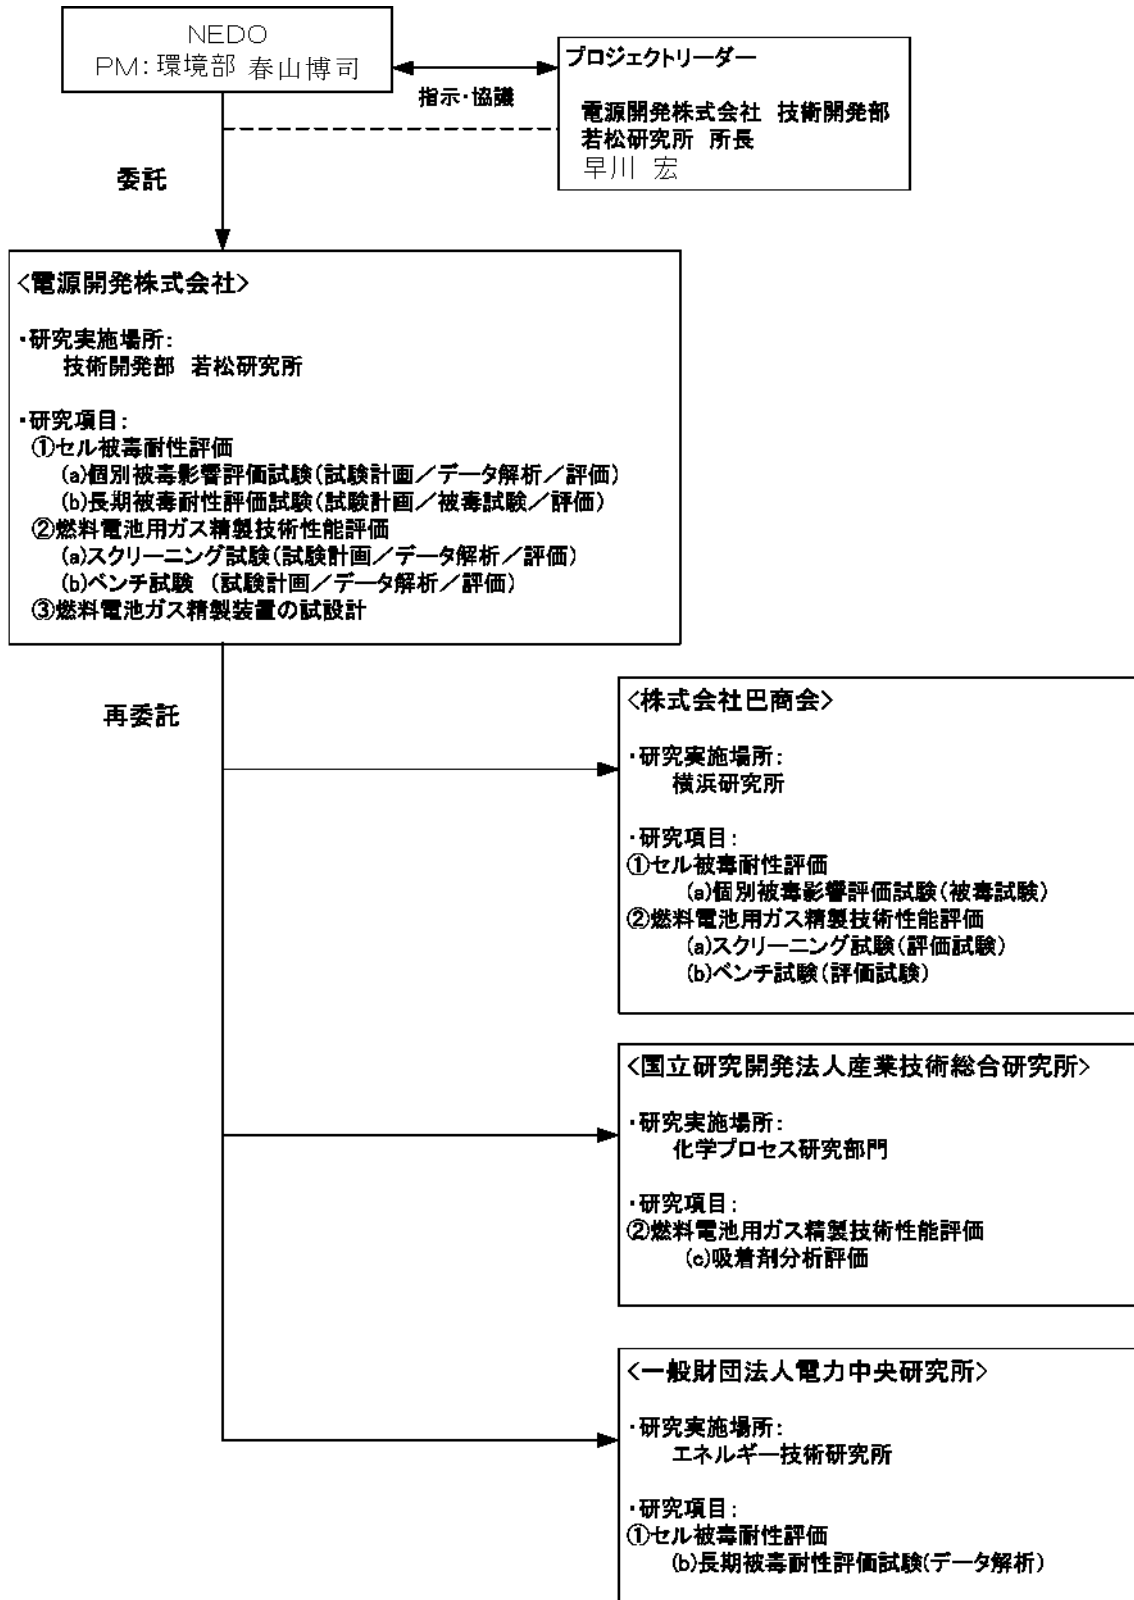 NEDO
PM：環境部 春山博司
指示・協議
プロジェクトリーダー
電源開発株式会社 技術開発部
若松研究所 所長
早川 宏
委託
＜電源開発株式会社＞
・研究実施場所：
技術開発部 若松研究所
・研究項目：
①セル被毒耐性評価
(a)個別被毒影響評価試験（試験計画／データ解析／評価）
(b)長期被毒耐性評価試験（試験計画／被毒試験／評価）
②燃料電池用ガス精製技術性能評価
(a)スクリーニング試験（試験計画／データ解析／評価）
(b)ベンチ試験 （試験計画／データ解析／評価）
③燃料電池ガス精製装置の試設計
再委託
＜株式会社巴商会＞
・研究実施場所：
横浜研究所
・研究項目：
①セル被毒耐性評価
(a)個別被毒影響評価試験（被毒試験）
②燃料電池用ガス精製技術性能評価
(a)スクリーニング試験（評価試験）
(b)ベンチ試験（評価試験）
＜国立研究開発法人産業技術総合研究所＞
・研究実施場所：
化学プロセス研究部門
・研究項目：
②燃料電池用ガス精製技術性能評価
(c)吸着剤分析評価
＜一般財団法人電力中央研究所＞
・研究実施場所：
エネルギー技術研究所
・研究項目：
①セル被毒耐性評価
(b)長期被毒耐性評価試験(データ解析）